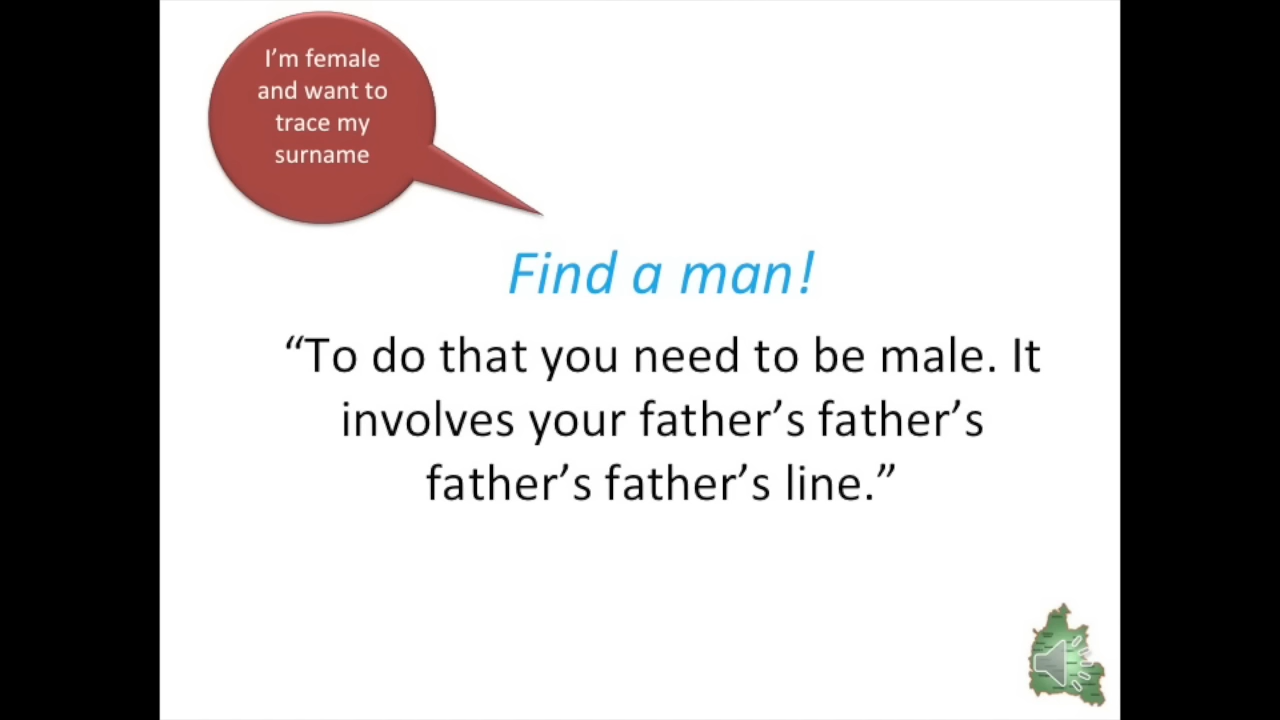 I’m female
and want to
trace my
surname
Find a man!
“To do that you need to be male. It
involves your father’s father’s
father’s father’s line.”